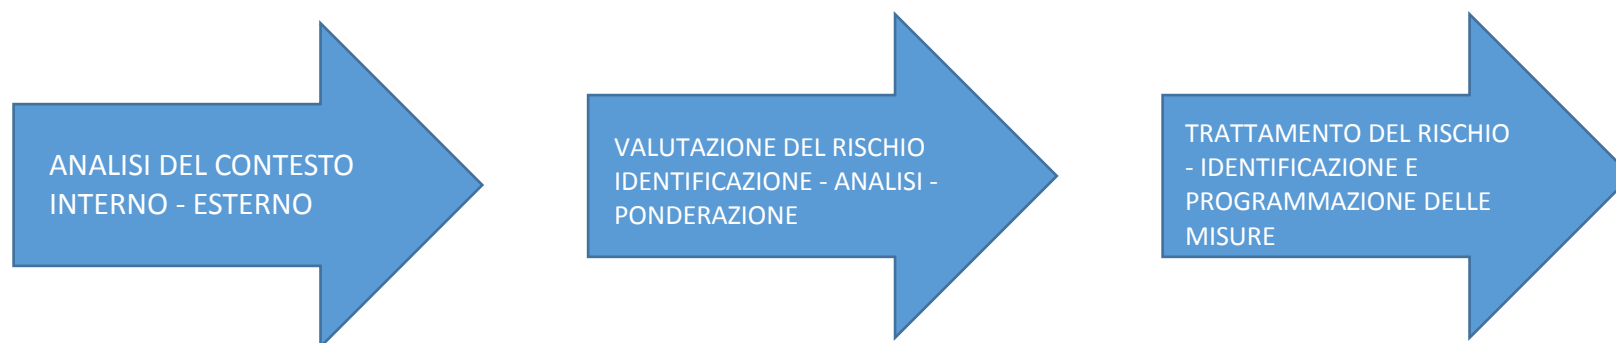 ANALISI DEL CONTESTO
INTERNO - ESTERNO
VALUTAZIONE DEL RISCHIO
IDENTIFICAZIONE - ANALISI -
PONDERAZIONE
TRATTAMENTO DEL RISCHIO
- IDENTIFICAZIONE E
PROGRAMMAZIONE DELLE
MISURE